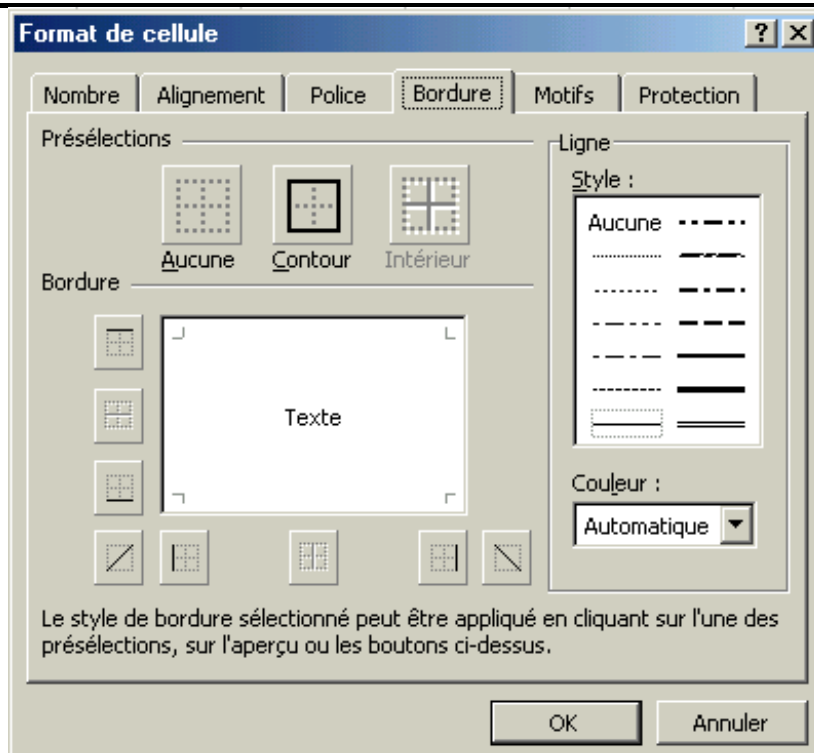 Format de cellule
Nombre Alignement Police Bordure Motifs Protection
Présélections
Aucune Contour Intérieur
Bordure
Texte
Ligne
Style :
Aucune
Couleur :
Automatique
Le style de bordure sélectionné peut être appliqué en cliquant sur l'une des
présélections, sur l'aperçu ou les boutons ci-dessus.
OK Annuler